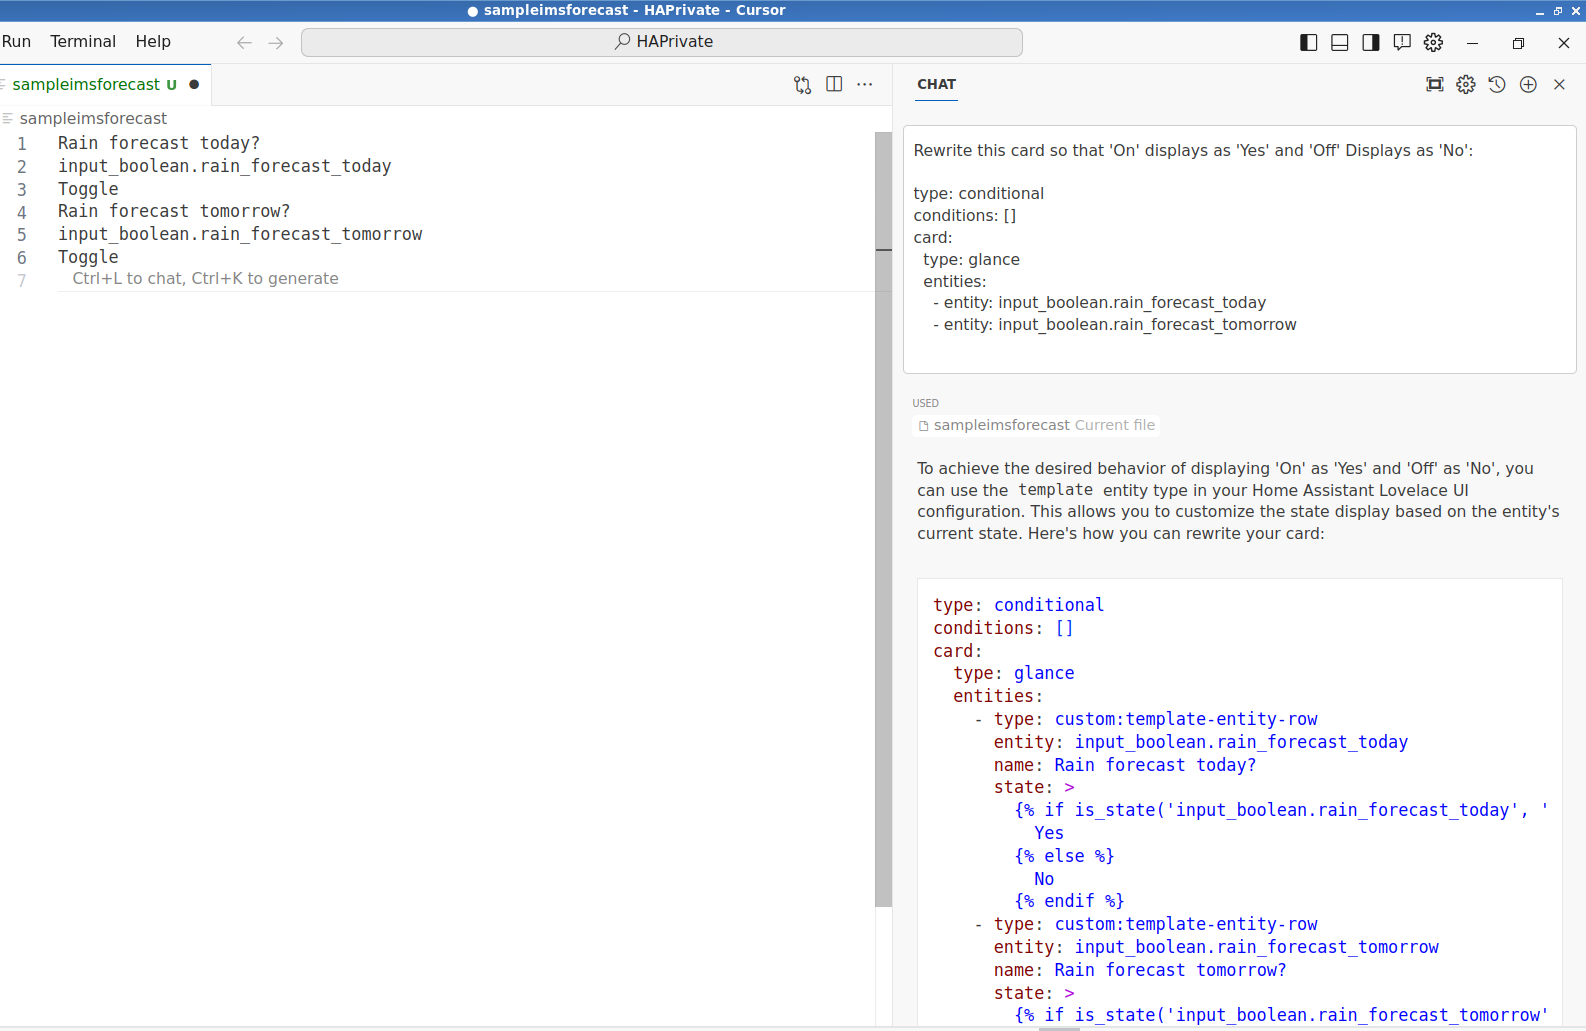 ● sampleimsforecast - HAPrivate - Cursor
Run Terminal Help
HAPrivate
sampleimsforecast U ●
sampleimsforecast
1 Rain forecast today?
2 input_boolean.rain_forecast_today
3 Toggle
4 Rain forecast tomorrow?
5 input_boolean.rain_forecast_tomorrow
6 Toggle
7 Ctrl+L to chat, Ctrl+K to generate
CHAT
Rewrite this card so that 'On' displays as 'Yes' and 'Off' Displays as 'No':
type: conditional
conditions: []
card:
  type: glance
  entities:
    - entity: input_boolean.rain_forecast_today
    - entity: input_boolean.rain_forecast_tomorrow
USED
sampleimsforecast Current file
To achieve the desired behavior of displaying 'On' as 'Yes' and 'Off' as 'No', you
can use the template entity type in your Home Assistant Lovelace UI
configuration. This allows you to customize the state display based on the entity's
current state. Here's how you can rewrite your card:
type: conditional
conditions: []
card:
  type: glance
  entities:
    - type: custom:template-entity-row
      entity: input_boolean.rain_forecast_today
      name: Rain forecast today?
      state: >
        {% if is_state('input_boolean.rain_forecast_today', '
          Yes
        {% else %}
          No
        {% endif %}
    - type: custom:template-entity-row
      entity: input_boolean.rain_forecast_tomorrow
      name: Rain forecast tomorrow?
      state: >
        {% if is_state('input_boolean.rain_forecast_tomorrow'